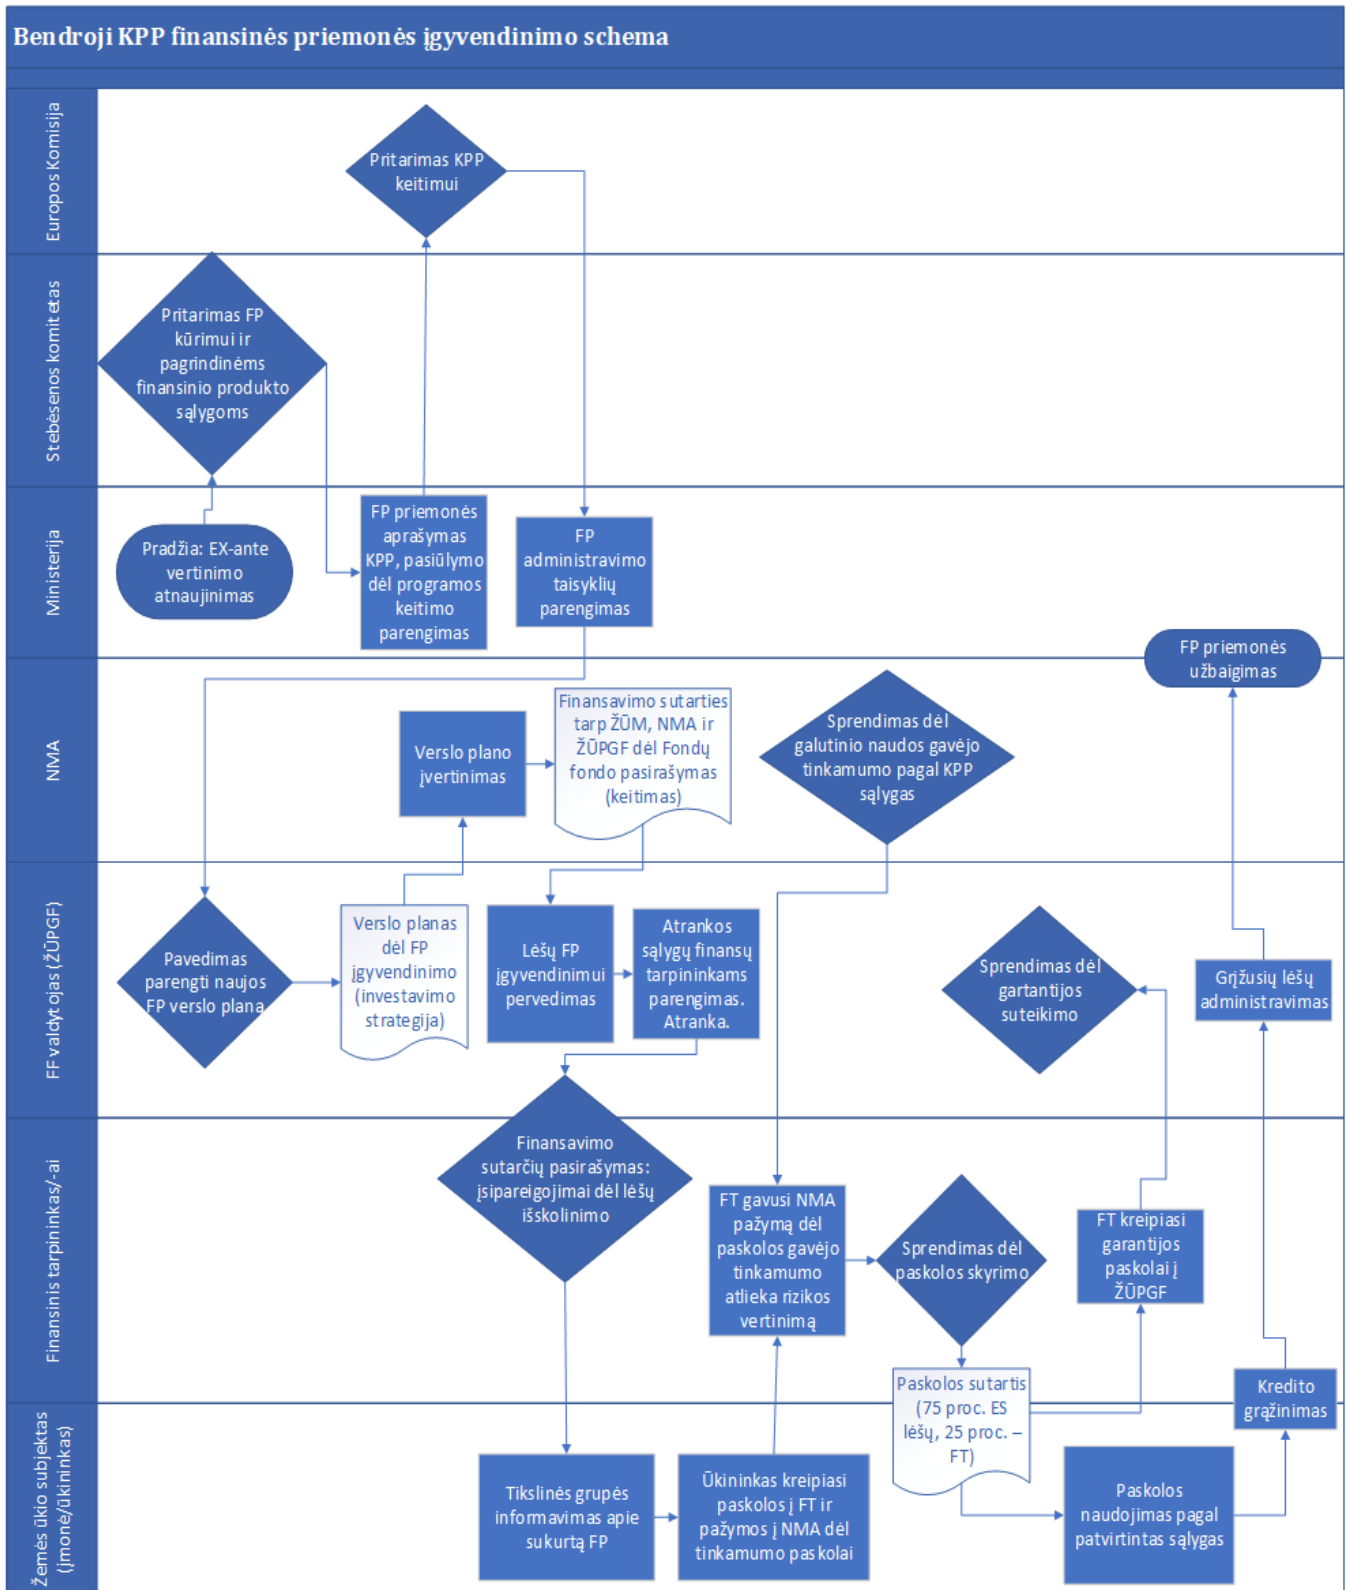 Bendroji KPP finansinės priemonės įgyvendinimo schema
Europos Komisija
Pritarimas KPP
keitimui
Stebėsenos komitetas
Pritarimas FP
kūrimui ir
pagrindinėms
finansinio produkto
sąlygoms
Ministerija
Pradžia: EX-ante
vertinimo
atnaujinimas
FP priemonės
aprašymas
KPP, pasiūlymo
dėl programos
keitimo
parengimas
FP
administravimo
taisyklių
parengimas
FP priemonės
užbaigimas
NMA
Verslo plano
įvertinimas
Finansavimo sutarties
tarp ŽŪM, NMA ir
ŽŪPGF dėl Fondų
fondo pasirašymas
(keitimas)
Sprendimas dėl
galutinio naudos gavėjo
tinkamumo pagal KPP
sąlygas
FF valdytojas (ŽŪPGF)
Pavedimas
parengti naujos
FP verslo plana
Verslo planas
dėl FP
įgyvendinimo
(investavimo
strategija)
Lėšų FP
įgyvendinimui
pervedimas
Atrankos
sąlygų finansų
tarpininkams
parengimas.
Atranka.
Sprendimas dėl
gartantijos
suteikimo
Grįžusių lėšų
administravimas
Finansinis tarpininkas/-ai
Finansavimo
sutarčių pasirašymas:
įsipareigojimai dėl lėšų
išskolinimo
FT gavusi NMA
pažymą dėl
paskolos gavėjo
tinkamumo
atlieka rizikos
vertinimą
Sprendimas dėl
paskolos skyrimo
FT kreipiasi
garantijos
paskolai į
ŽŪPGF
Paskolos sutartis
(75 proc. ES
lėšų, 25 proc. –
FT)
Kredito
grąžinimas
Žemės ūkio subjektas
(įmonė/ūkininkas)
Tikslinės grupės
informavimas apie
sukurtą FP
Ūkininkas kreipiasi
paskolos į FT ir
pažymos į NMA dėl
tinkamumo paskolai
Paskolos
naudojimas pagal
patvirtintas sąlygas